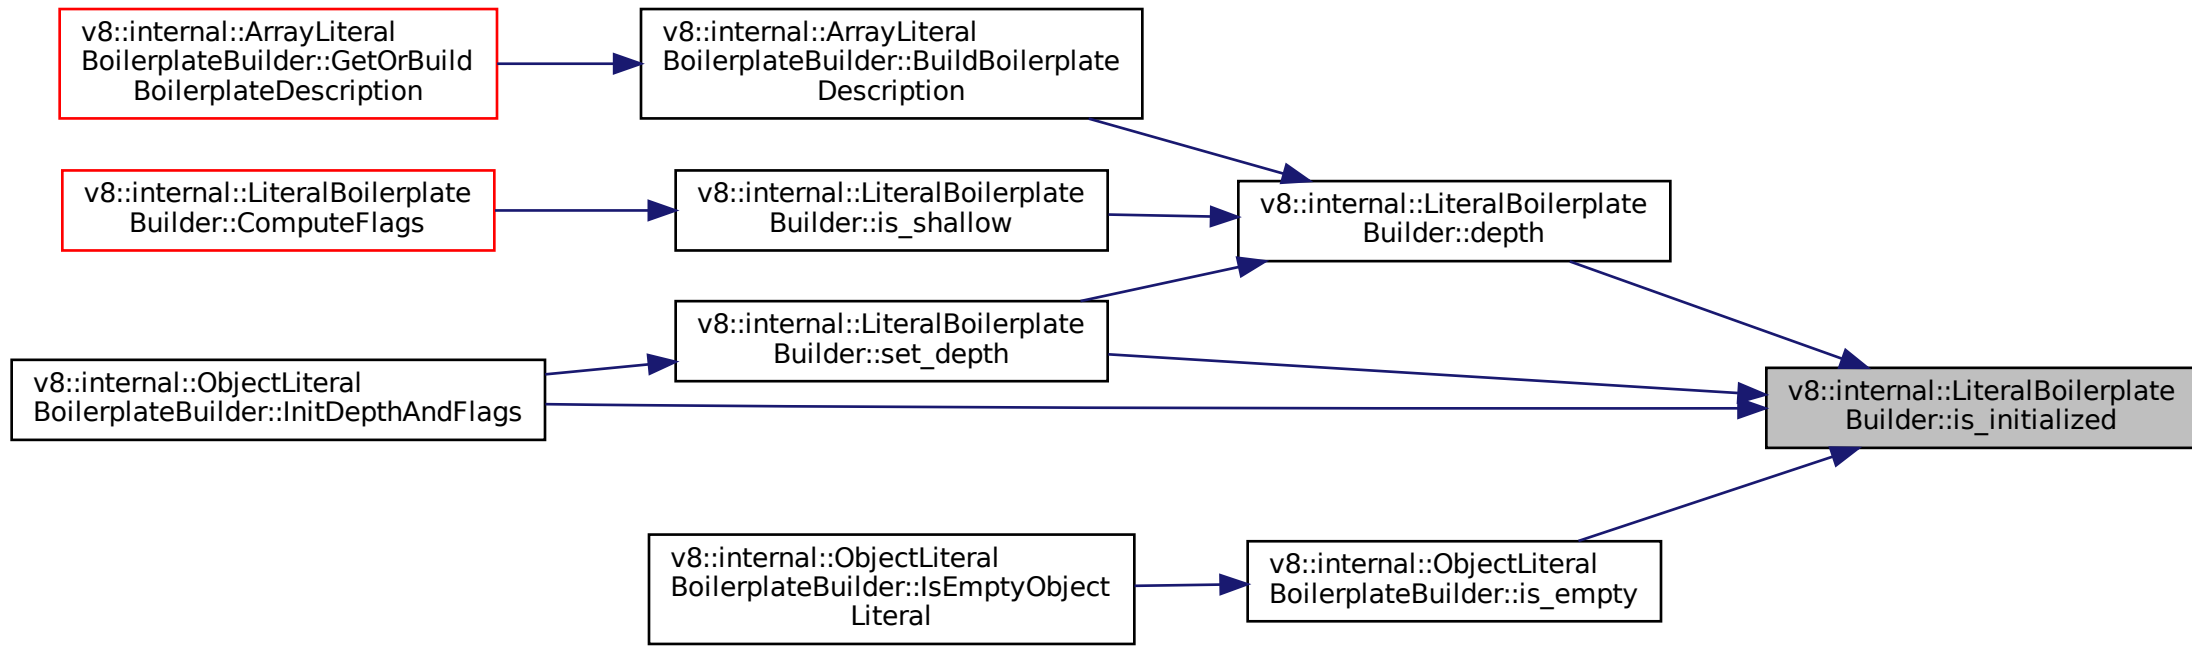 v8::internal::ArrayLiteral
BoilerplateBuilder::GetOrBuild
BoilerplateDescription
v8::internal::ArrayLiteral
BoilerplateBuilder::BuildBoilerplate
Description
v8::internal::LiteralBoilerplate
Builder::ComputeFlags
v8::internal::LiteralBoilerplate
Builder::is_shallow
v8::internal::LiteralBoilerplate
Builder::depth
v8::internal::LiteralBoilerplate
Builder::set_depth
v8::internal::ObjectLiteral
BoilerplateBuilder::InitDepthAndFlags
v8::internal::LiteralBoilerplate
Builder::is_initialized
v8::internal::ObjectLiteral
BoilerplateBuilder::IsEmptyObject
Literal
v8::internal::ObjectLiteral
BoilerplateBuilder::is_empty